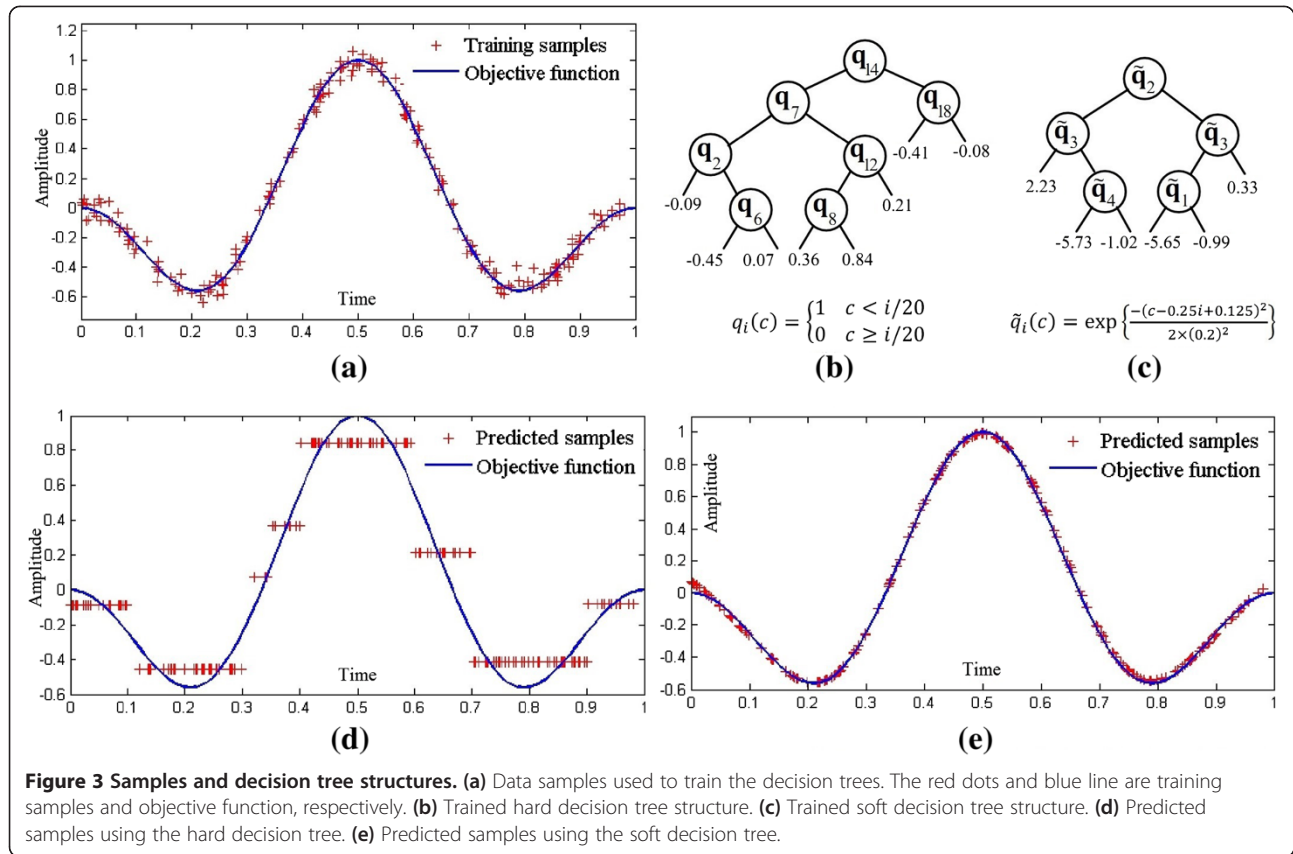 1.2
1
0.8
0.6
0.4
0.2
0
-0.2
-0.4
-0.6
Amplitude
Training samples
Objective function
Time
0 0.1 0.2 0.3 0.4 0.5 0.6 0.7 0.8 0.9 1
(a)
q14
q7 q18
q2 q12 -0.41 -0.08
-0.09 q6 q8 0.21
-0.45 0.07 0.36 0.84
qi(c) = {1 c < i/20
0 c ≥ i/20
(b)
q̃2
q̃3 q̃3
2.23 q̃4 q̃1 0.33
-5.73 -1.02 -5.65 -0.99
q̃i(c) = exp{-(c-0.25i+0.125)²/2×(0.2)²}
(c)
1
0.8
0.6
0.4
0.2
0
-0.2
-0.4
-0.6
Amplitude
Predicted samples
Objective function
Time
0 0.1 0.2 0.3 0.4 0.5 0.6 0.7 0.8 0.9 1
(d)
1
0.8
0.6
0.4
0.2
0
-0.2
-0.4
-0.6
Amplitude
Predicted samples
Objective function
Time
0 0.1 0.2 0.3 0.4 0.5 0.6 0.7 0.8 0.9 1
(e)
Figure 3 Samples and decision tree structures. (a) Data samples used to train the decision trees. The red dots and blue line are training
samples and objective function, respectively. (b) Trained hard decision tree structure. (c) Trained soft decision tree structure. (d) Predicted
samples using the hard decision tree. (e) Predicted samples using the soft decision tree.